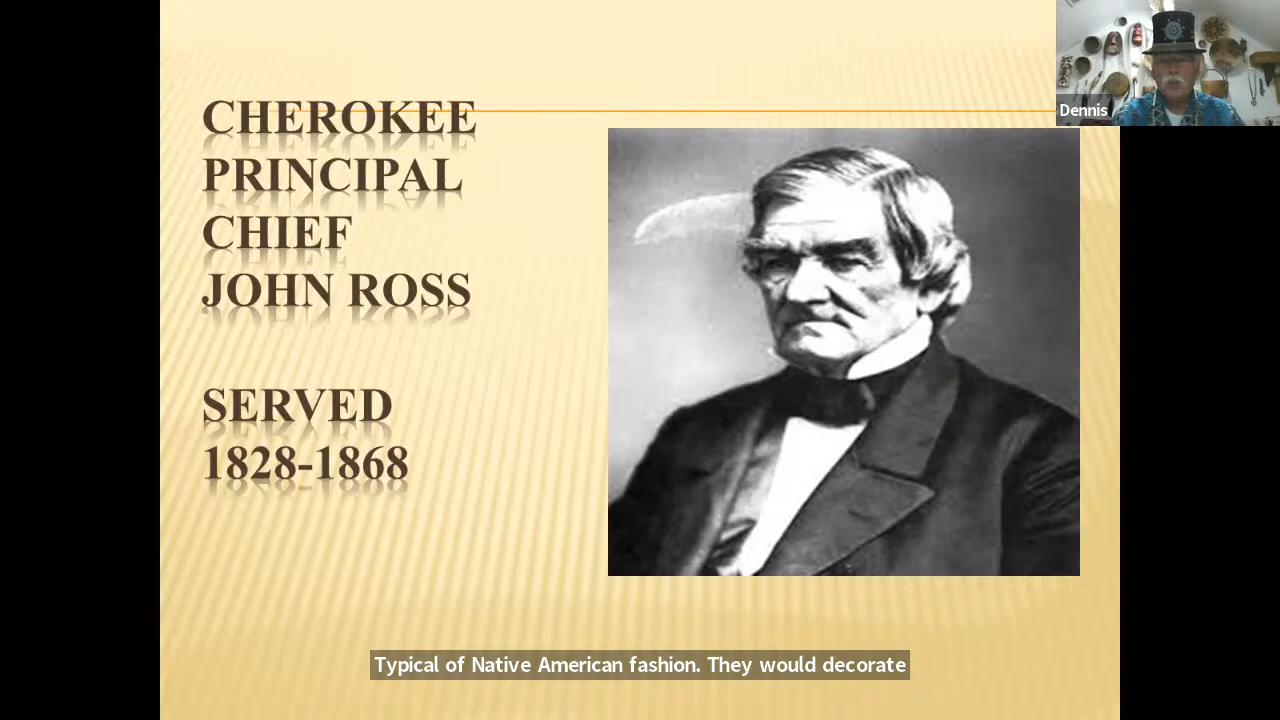 CHEROKEE
PRINCIPAL
CHIEF
JOHN ROSS
SERVED
1828-1868
Dennis
Typical of Native American fashion. They would decorate